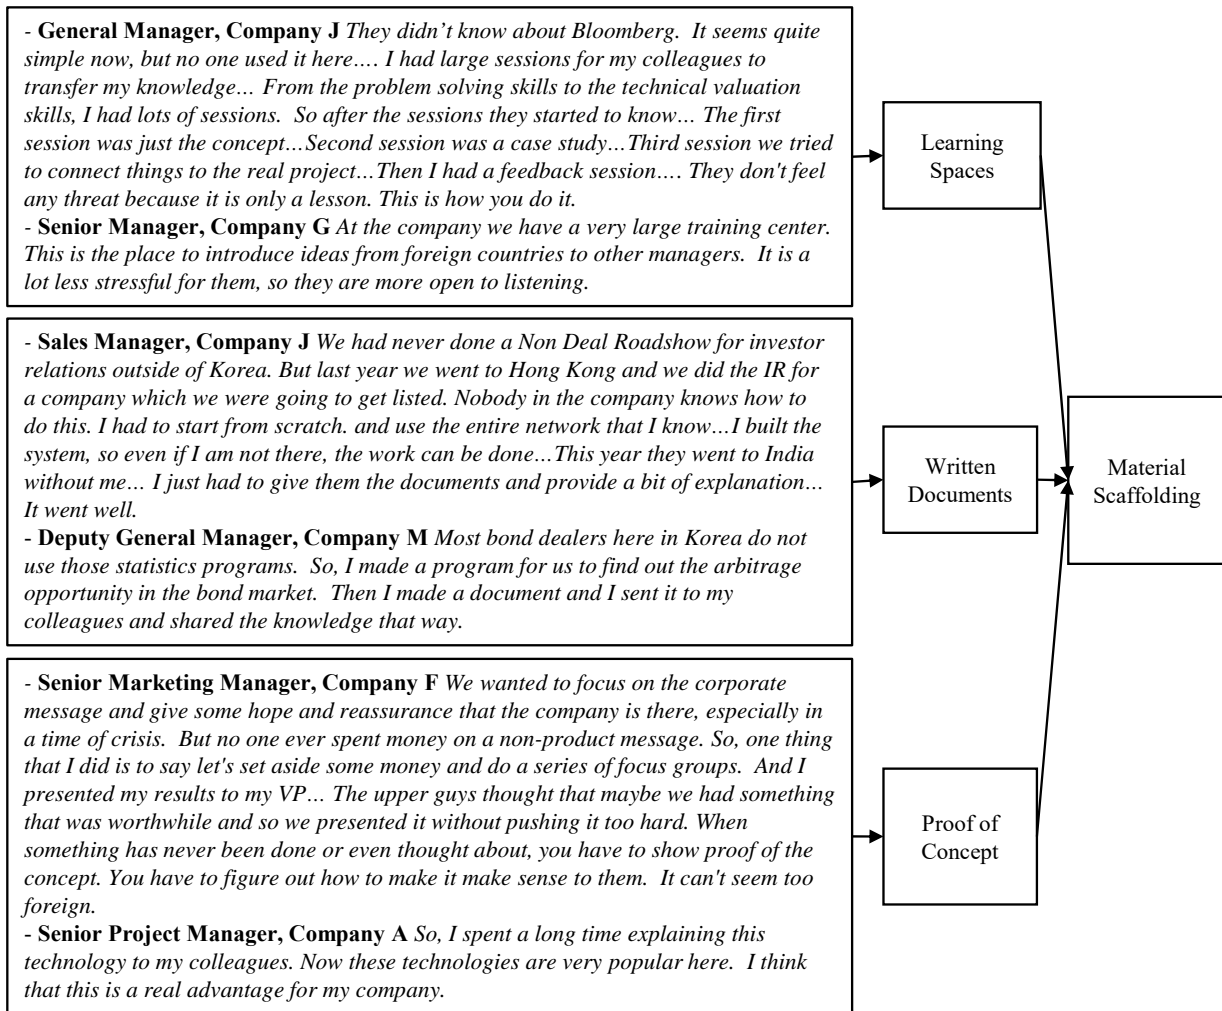 - General Manager, Company J They didn’t know about Bloomberg.  It seems quite
simple now, but no one used it here…. I had large sessions for my colleagues to
transfer my knowledge… From the problem solving skills to the technical valuation
skills, I had lots of sessions.  So after the sessions they started to know… The first
session was just the concept…Second session was a case study…Third session we tried
to connect things to the real project…Then I had a feedback session…. They don't feel
any threat because it is only a lesson. This is how you do it.
- Senior Manager, Company G At the company we have a very large training center.
This is the place to introduce ideas from foreign countries to other managers.  It is a
lot less stressful for them, so they are more open to listening.
Learning
Spaces
- Sales Manager, Company J We had never done a Non Deal Roadshow for investor
relations outside of Korea. But last year we went to Hong Kong and we did the IR for
a company which we were going to get listed. Nobody in the company knows how to
do this. I had to start from scratch. and use the entire network that I know…I built the
system, so even if I am not there, the work can be done…This year they went to India
without me… I just had to give them the documents and provide a bit of explanation…
It went well.
- Deputy General Manager, Company M Most bond dealers here in Korea do not
use those statistics programs.  So, I made a program for us to find out the arbitrage
opportunity in the bond market.  Then I made a document and I sent it to my
colleagues and shared the knowledge that way.
Written
Documents
Material
Scaffolding
- Senior Marketing Manager, Company F We wanted to focus on the corporate
message and give some hope and reassurance that the company is there, especially in
a time of crisis.  But no one ever spent money on a non-product message. So, one thing
that I did is to say let's set aside some money and do a series of focus groups.  And I
presented my results to my VP… The upper guys thought that maybe we had something
that was worthwhile and so we presented it without pushing it too hard. When
something has never been done or even thought about, you have to show proof of the
concept. You have to figure out how to make it make sense to them.  It can't seem too
foreign.
- Senior Project Manager, Company A So, I spent a long time explaining this
technology to my colleagues. Now these technologies are very popular here.  I think
that this is a real advantage for my company.
Proof of
Concept